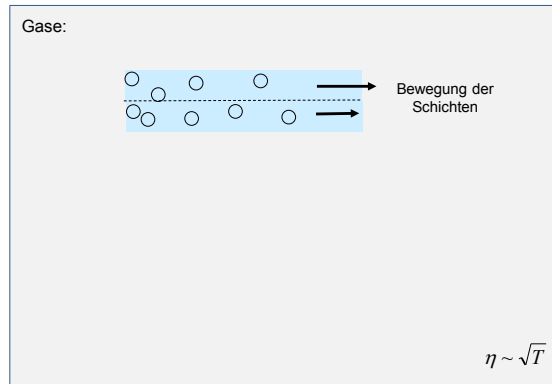 Gase:
Bewegung der
Schichten
η ~ √T